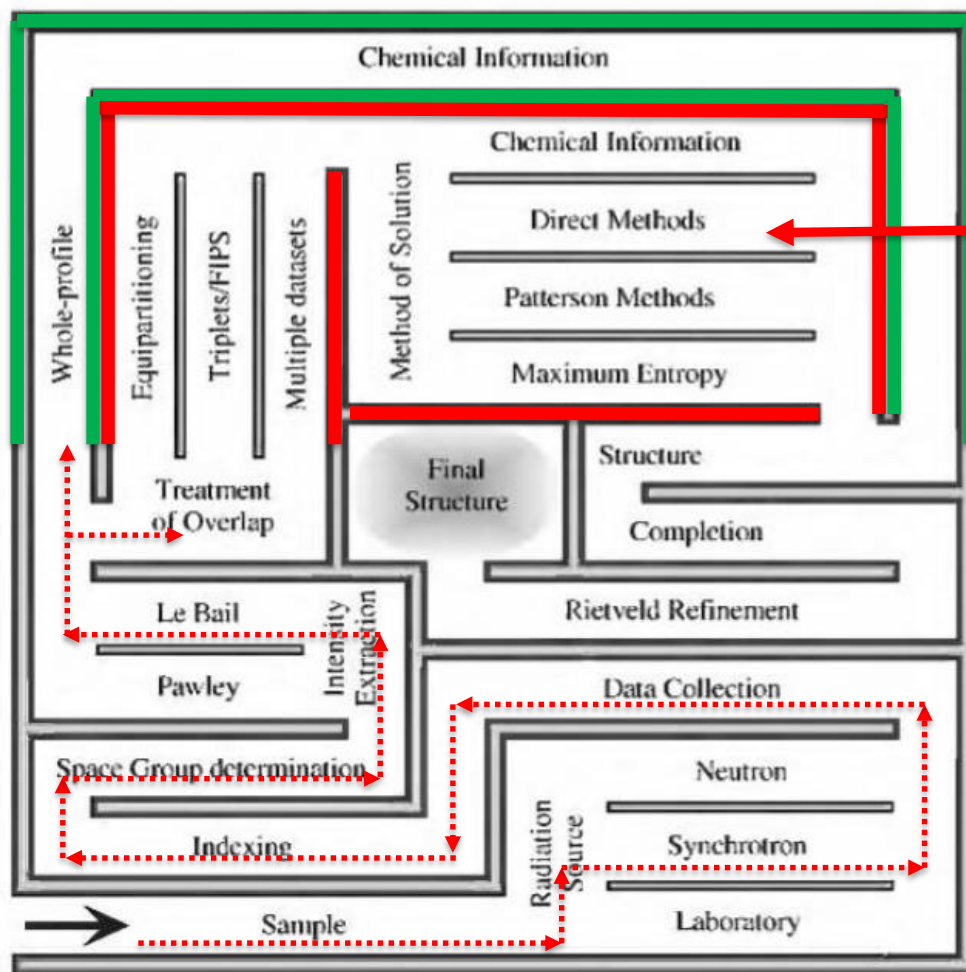 Chemical Information
Chemical Information
Whole-profile
Equipartitioning
Triplets/FIPS
Multiple datasets
Method of Solution
Direct Methods
Patterson Methods
Maximum Entropy
Final
Structure
Structure
Completion
Treatment
of Overlap
Rietveld Refinement
Le Bail
Pawley
Intensity
Extraction
Data Collection
Space Group determination
Neutron
Indexing
Radiation
Source
Synchrotron
Sample
Laboratory